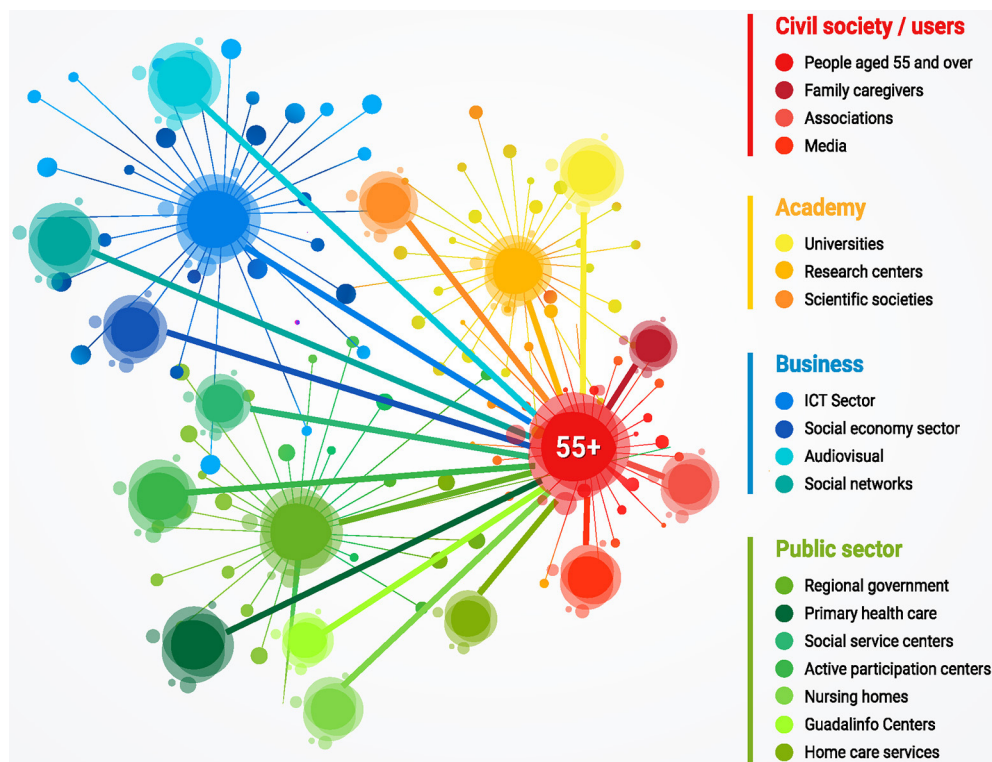 55+
Civil society / users
People aged 55 and over
Family caregivers
Associations
Media
Academy
Universities
Research centers
Scientific societies
Business
ICT Sector
Social economy sector
Audiovisual
Social networks
Public sector
Regional government
Primary health care
Social service centers
Active participation centers
Nursing homes
Guadalinfo Centers
Home care services